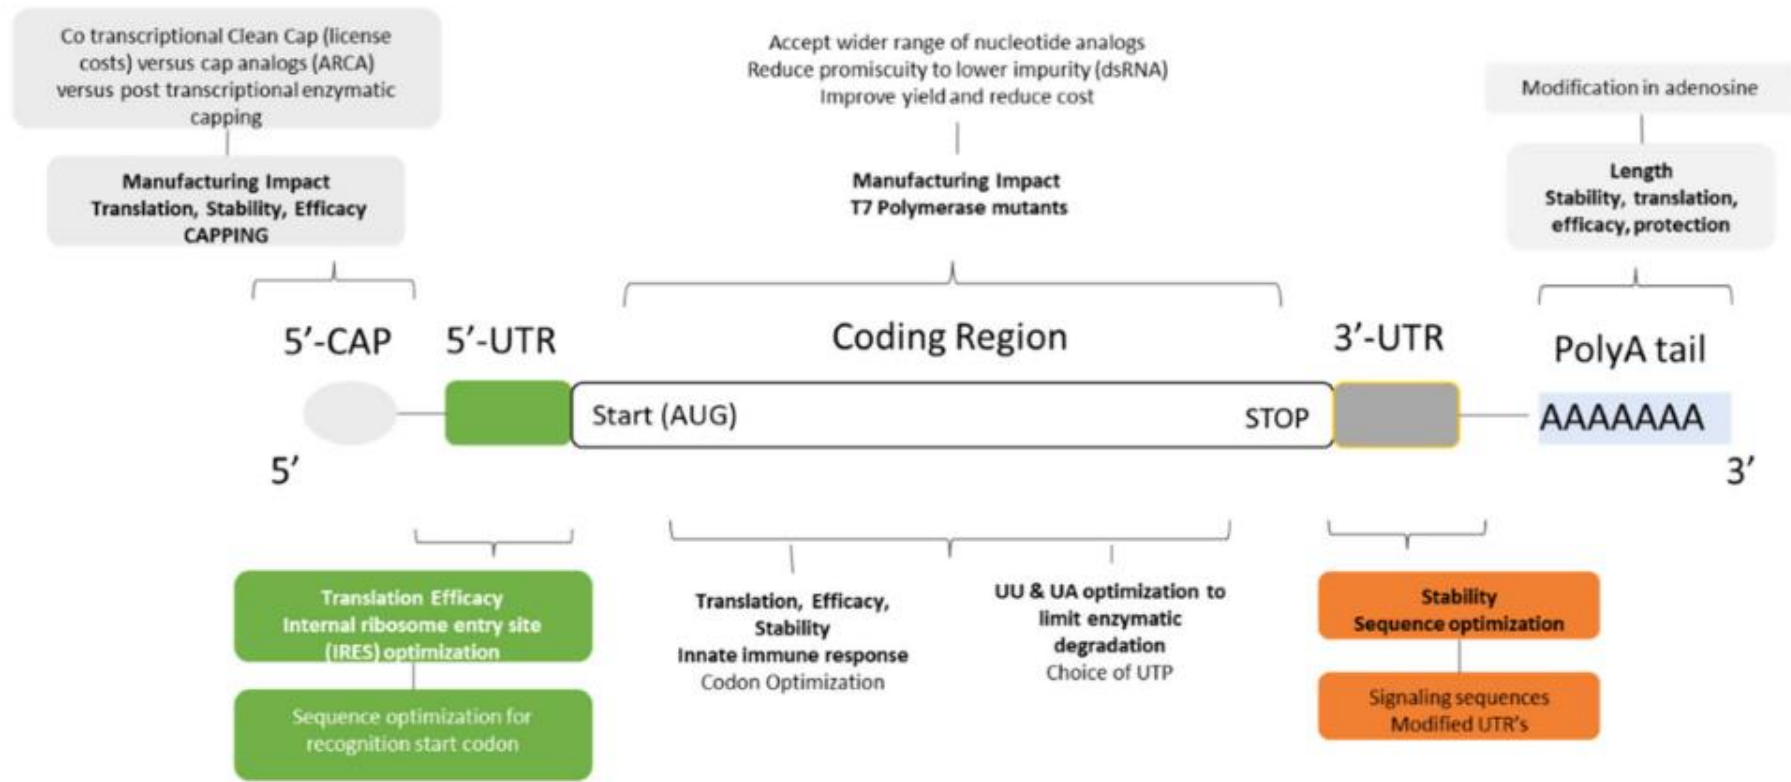 Co transcriptional Clean Cap (license
costs) versus cap analogs (ARCA)
versus post transcriptional enzymatic
capping
Manufacturing Impact
Translation, Stability, Efficacy
CAPPING
Accept wider range of nucleotide analogs
Reduce promiscuity to lower impurity (dsRNA)
Improve yield and reduce cost
Manufacturing Impact
T7 Polymerase mutants
Modification in adenosine
Length
Stability, translation,
efficacy, protection
5′-CAP
5′-UTR
Coding Region
3′-UTR
PolyA tail
Start (AUG)
STOP
AAAAAAA
5′
3′
Translation Efficacy
Internal ribosome entry site
(IRES) optimization
Sequence optimization for
recognition start codon
Translation, Efficacy,
Stability
Innate immune response
Codon Optimization
UU & UA optimization to
limit enzymatic
degradation
Choice of UTP
Stability
Sequence optimization
Signaling sequences
Modified UTR's